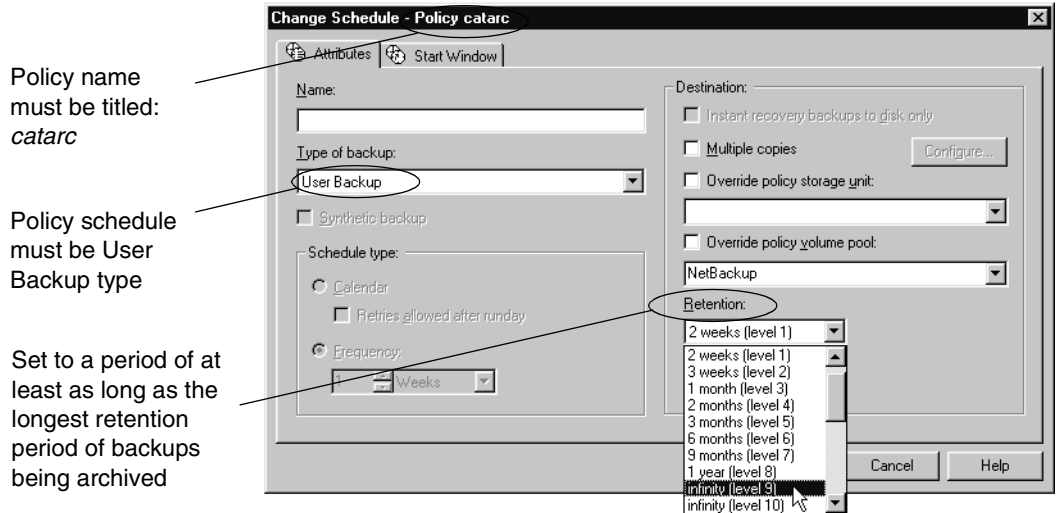 Change Schedule - Policy catarc
Attributes
Start Window
Policy name
must be titled:
catarc
Name:
Type of backup:
User Backup
Synthetic backup
Policy schedule
must be User
Backup type
Schedule type:
Calendar
Retries allowed after runday
Frequency:
1
Weeks
Set to a period of at
least as long as the
longest retention
period of backups
being archived
Destination:
Instant recovery backups to disk only
Multiple copies
Configure...
Override policy storage unit:
Override policy volume pool:
NetBackup
Retention:
2 weeks (level 1)
2 weeks (level 1)
3 weeks (level 2)
1 month (level 3)
2 months (level 4)
3 months (level 5)
6 months (level 6)
9 months (level 7)
1 year (level 8)
infinity (level 9)
infinity (level 10)
Cancel
Help